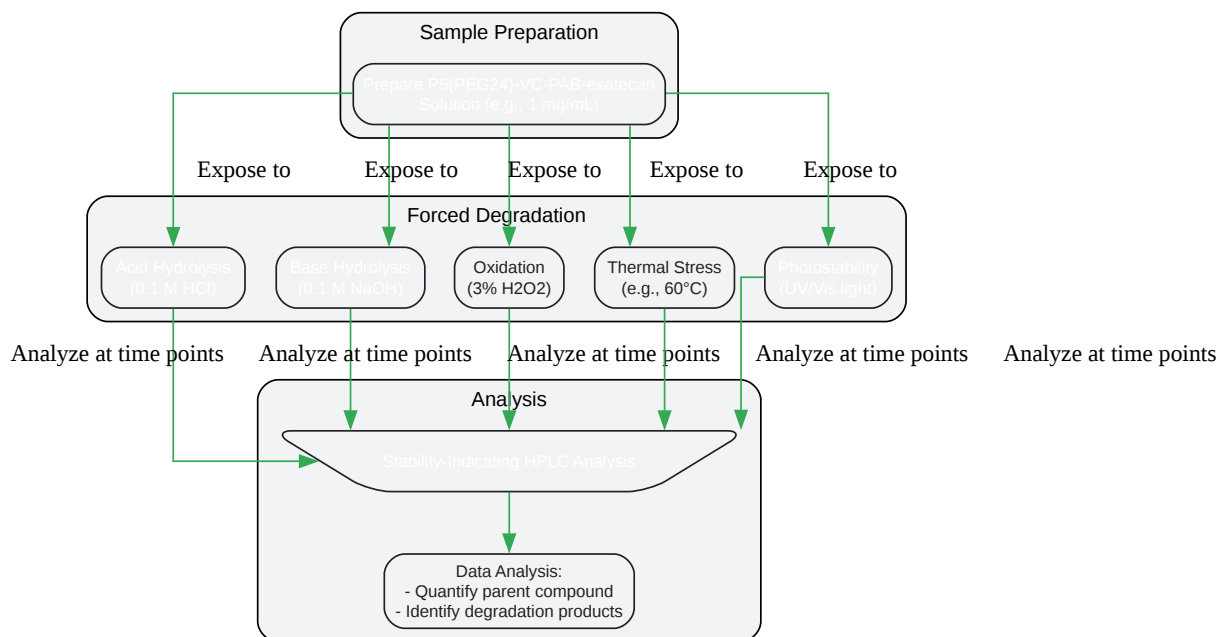 Sample Preparation
Prepare P5(PEG24)-VC-PAB-exatecan
Solution (e.g., 1 mg/mL)
Expose to
Expose to
Expose to
Expose to
Expose to
Forced Degradation
Acid Hydrolysis
(0.1 M HCl)
Base Hydrolysis
(0.1 M NaOH)
Oxidation
(3% H2O2)
Thermal Stress
(e.g., 60°C)
Photostability
(UV/Vis light)
Analyze at time points
Analyze at time points
Analyze at time points
Analyze at time points
Analyze at time points
Analysis
Stability-Indicating HPLC Analysis
Data Analysis:
- Quantify parent compound
- Identify degradation products